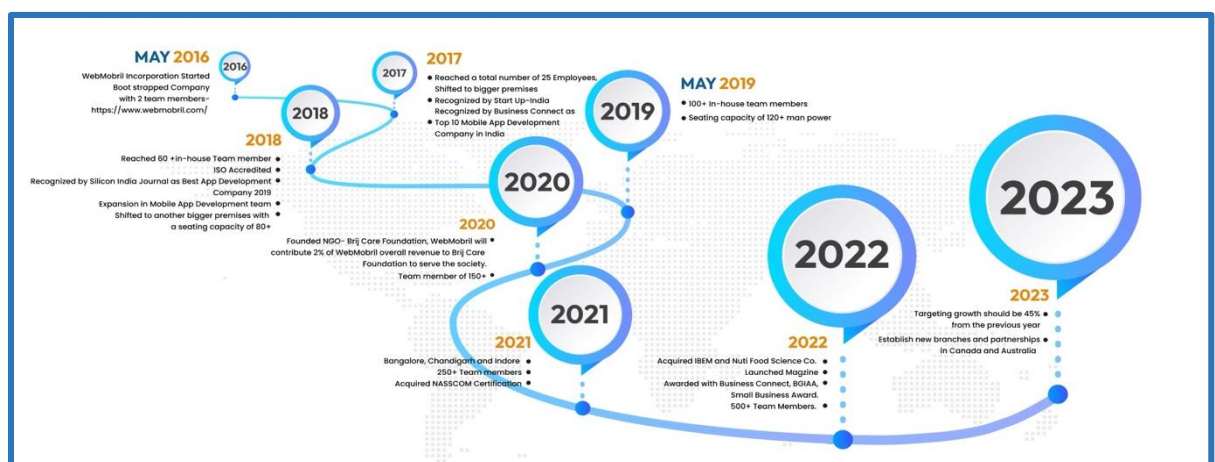 MAY 2016
WebMobril Incorporation Started
Boot strapped Company
with 2 team members-
https://www.webmobril.com/
2016
2017
2017
• Reached a total number of 25 Employees,
Shifted to bigger premises
• Recognized by Start Up-India
Recognized by Business Connect as
• Top 10 Mobile App Development
Company in India
2018
2018
Reached 60 +in-house Team member •
ISO Accredited •
Recognized by Silicon India Journal as Best App Development •
Company 2019
Expansion in Mobile App Development team •
Shifted to another bigger premises with •
a seating capacity of 80+
2019
MAY 2019
• 100+ In-house team members
• Seating capacity of 120+ man power
2020
2020
Founded NGO- Brij Care Foundation, WebMobril will •
contribute 2% of WebMobril overall revenue to Brij Care
Foundation to serve the society.
Team member of 150+ •
2021
2021
Bangalore, Chandigarh and Indore •
250+ Team members •
Acquired NASSCOM Certification •
2022
2022
Acquired IBEM and Nuti Food Science Co. •
Launched Magzine •
Awarded with Business Connect, BGIAA, •
Small Business Award.
500+ Team Members. •
2023
2023
Targeting growth should be 45% •
from the previous year
Establish new branches and partnerships •
in Canada and Australia